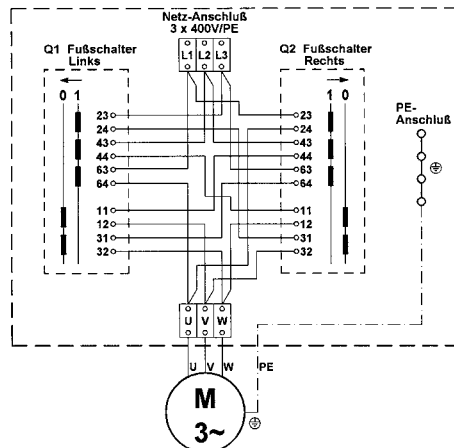 Netz-Anschluß
3 x 400V/PE
Q1 Fußschalter
Links
Q2 Fußschalter
Rechts
L1 L2 L3
0 1
1 0
PE-
Anschluß
23
24
43
44
63
64
11
12
31
32
23
24
43
44
63
64
11
12
31
32
U V W
U V W PE
M
3~